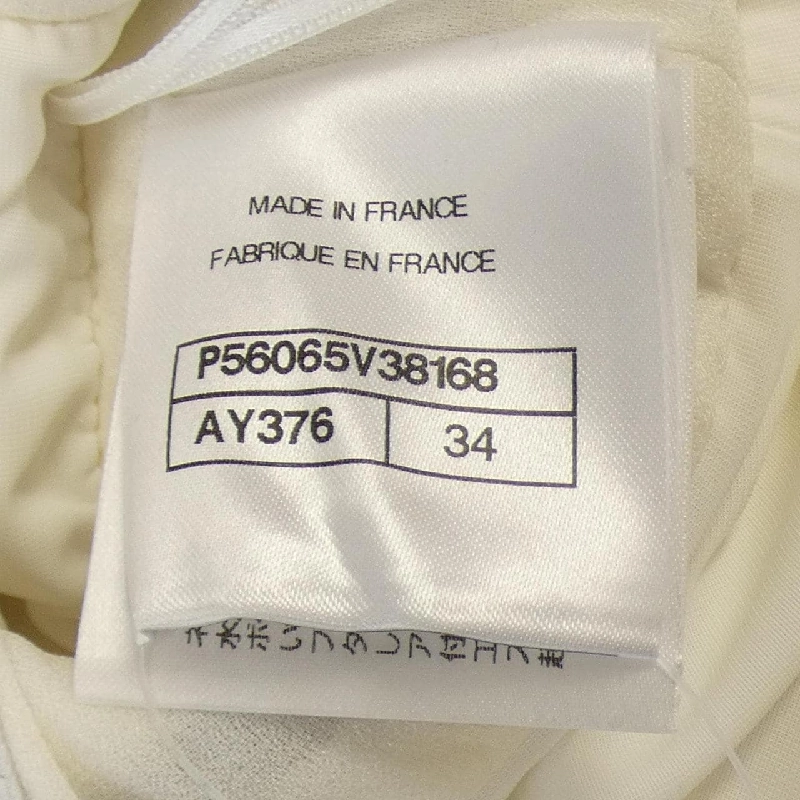 MADE IN FRANCE
FABRIQUE EN FRANCE
P56065V38168
AY376 34